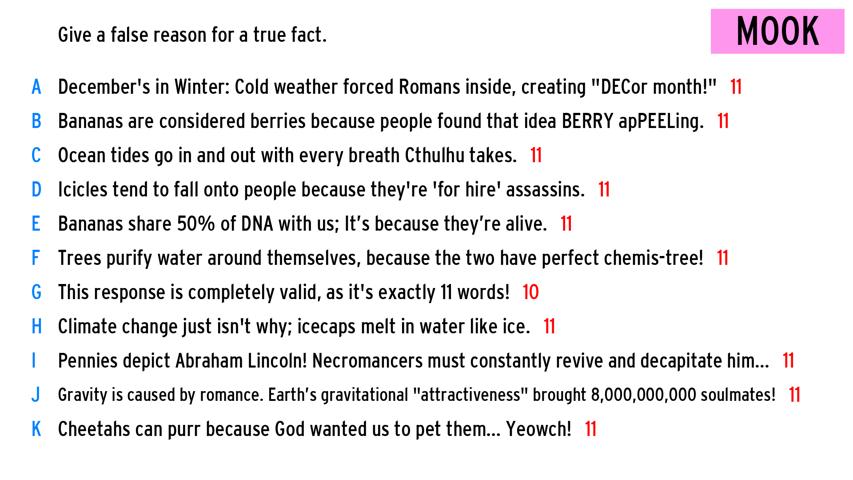 Give a false reason for a true fact.
MOOK
A December's in Winter: Cold weather forced Romans inside, creating "DECor month!" 11
B Bananas are considered berries because people found that idea BERRY apPEELing. 11
C Ocean tides go in and out with every breath Cthulhu takes. 11
D Icicles tend to fall onto people because they're 'for hire' assassins. 11
E Bananas share 50% of DNA with us; It’s because they’re alive. 11
F Trees purify water around themselves, because the two have perfect chemis-tree! 11
G This response is completely valid, as it's exactly 11 words! 10
H Climate change just isn't why; icecaps melt in water like ice. 11
I Pennies depict Abraham Lincoln! Necromancers must constantly revive and decapitate him... 11
J Gravity is caused by romance. Earth’s gravitational "attractiveness" brought 8,000,000,000 soulmates! 11
K Cheetahs can purr because God wanted us to pet them... Yeowch! 11